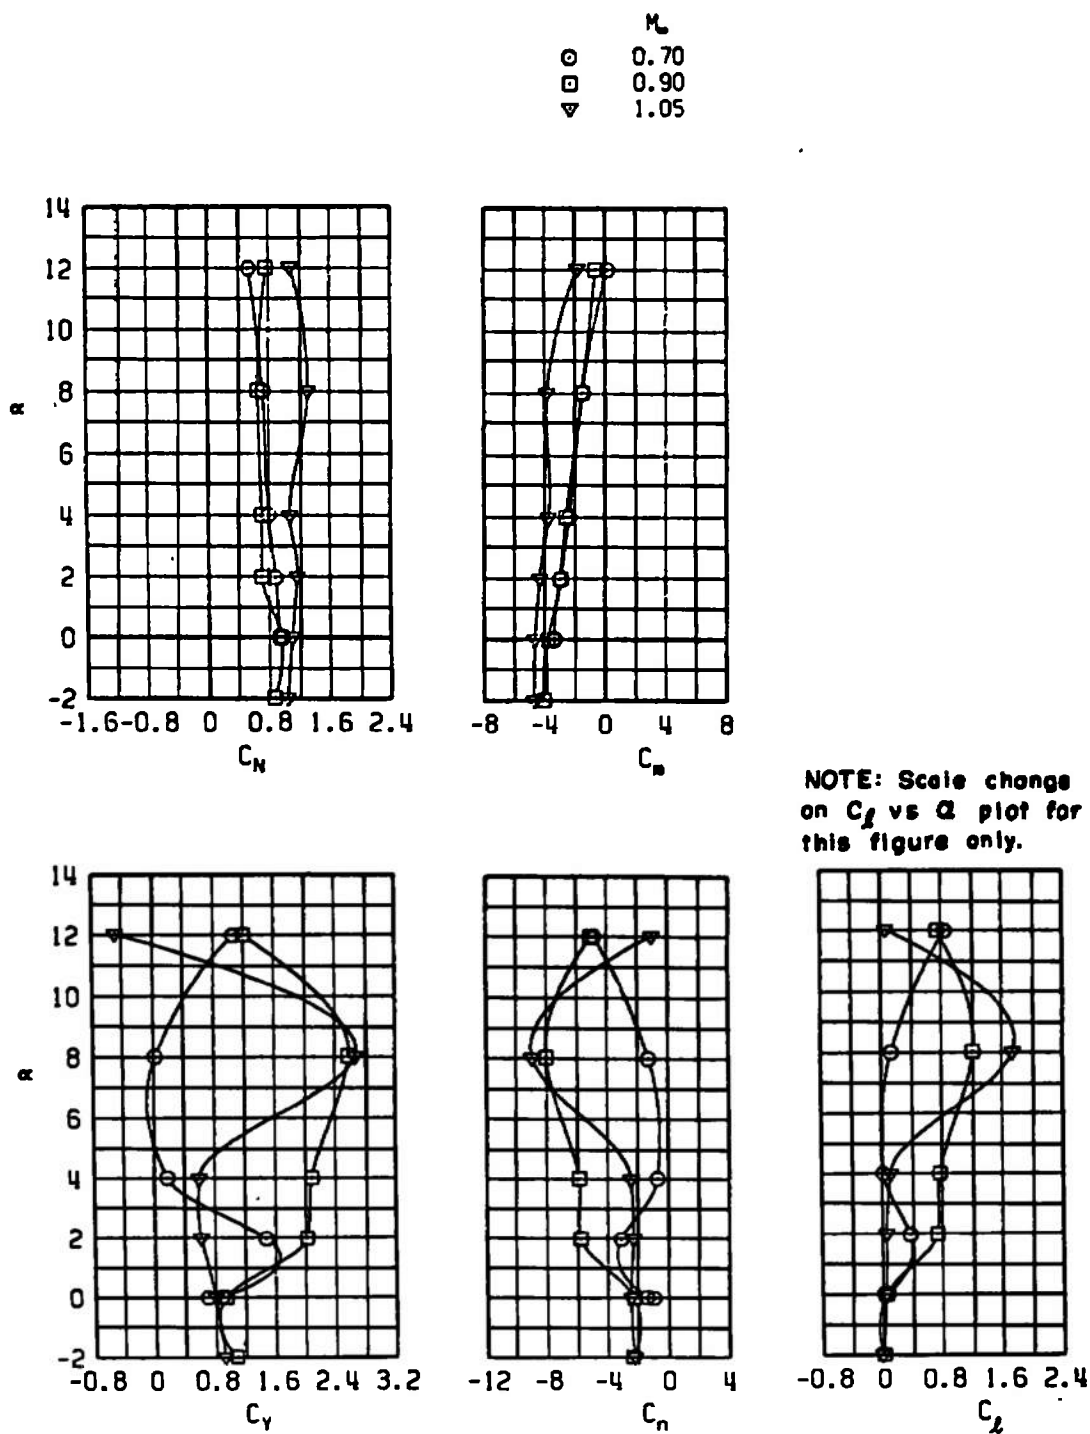 M∞
0.70
0.90
1.05
14
12
10
8
6
4
2
0
-2
α
-1.6 -0.8 0 0.8 1.6 2.4
C_N
-8 -4 0 4 8
C_m
NOTE: Scale change
on C_ℓ vs α plot for
this figure only.
14
12
10
8
6
4
2
0
-2
α
-0.8 0 0.8 1.6 2.4 3.2
C_Y
-12 -8 -4 0 4
C_n
-0.8 0 0.8 1.6 2.4
C_ℓ